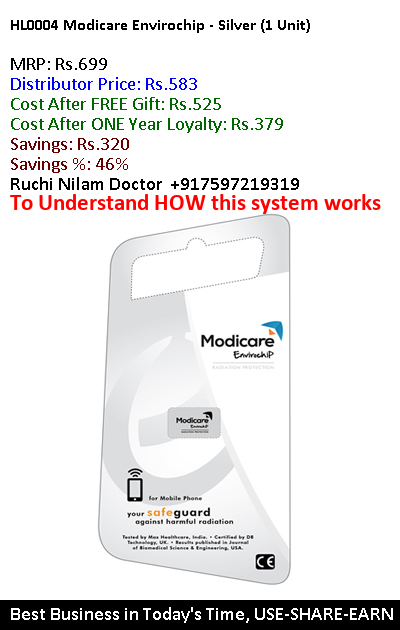 HL0004 Modicare Envirochip - Silver (1 Unit)
MRP: Rs.699
Distributor Price: Rs.583
Cost After FREE Gift: Rs.525
Cost After ONE Year Loyalty: Rs.379
Savings: Rs.320
Savings %: 46%
Ruchi Nilam Doctor +917597219319
To Understand HOW this system works
Modicare
EnvirochiP
RADIATION PROTECTION
Modicare
EnvirochiP
RADIATION PROTECTION
for Mobile Phone
your safeguard
against harmful radiation
Tested by Max Healthcare, India. • Certified by DB
Technology, UK. • Results published in Journal
of Biomedical Science & Engineering, USA.
CE
Best Business in Today's Time, USE-SHARE-EARN